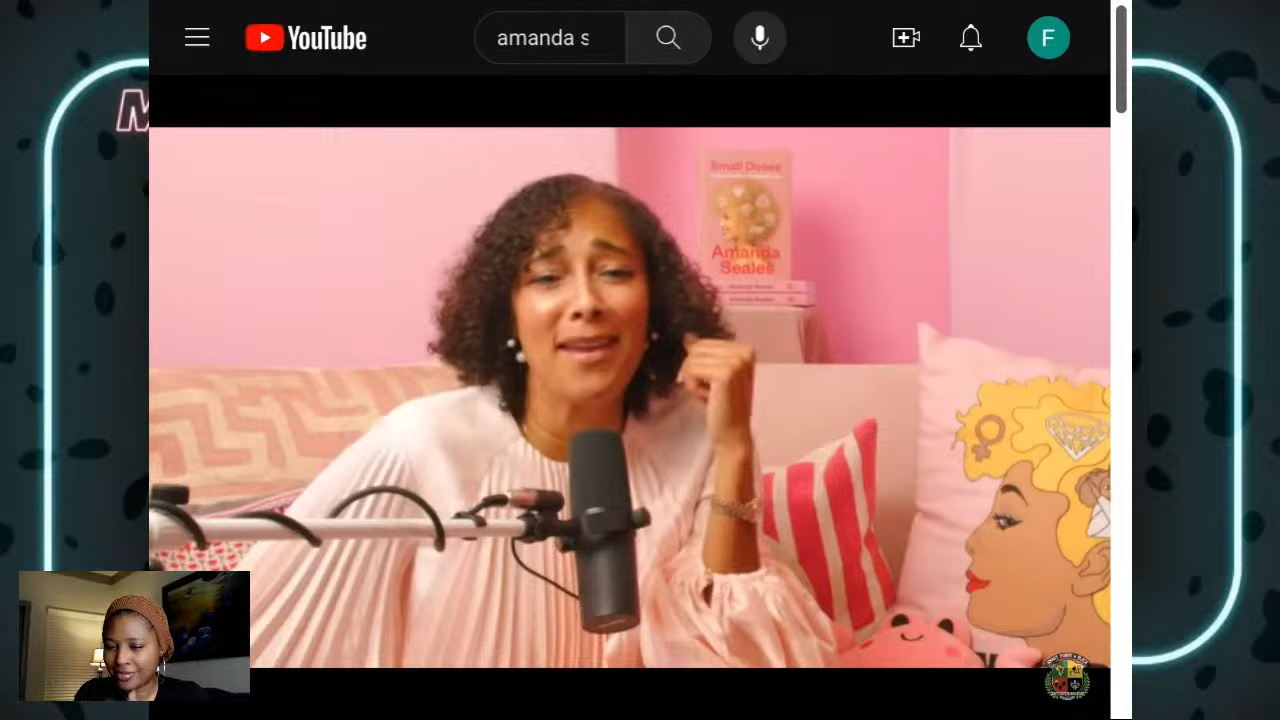 M
YouTube
amanda s
F
Small Doses
Amanda
Seales